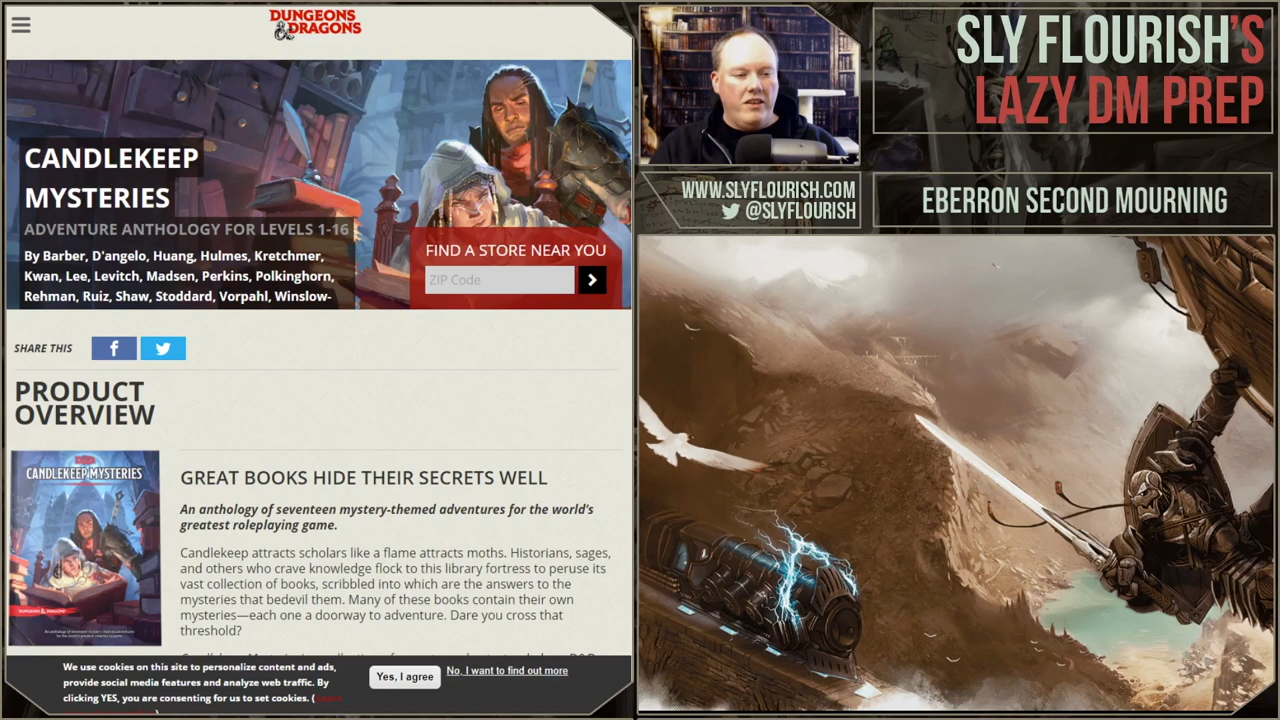 DUNGEONS
& DRAGONS
CANDLEKEEP
MYSTERIES
ADVENTURE ANTHOLOGY FOR LEVELS 1-16
By Barber, D'angelo, Huang, Hulmes, Kretchmer,
Kwan, Lee, Levitch, Madsen, Perkins, Polkinghorn,
Rehman, Ruiz, Shaw, Stoddard, Vorpahl, Winslow-
FIND A STORE NEAR YOU
ZIP Code
SHARE THIS
PRODUCT
OVERVIEW
CANDLEKEEP MYSTERIES
DUNGEONS & DRAGONS
GREAT BOOKS HIDE THEIR SECRETS WELL
An anthology of seventeen mystery-themed adventures for the world's
greatest roleplaying game.
Candlekeep attracts scholars like a flame attracts moths. Historians, sages,
and others who crave knowledge flock to this library fortress to peruse its
vast collection of books, scribbled into which are the answers to the
mysteries that bedevil them. Many of these books contain their own
mysteries—each one a doorway to adventure. Dare you cross that
threshold?
We use cookies on this site to personalize content and ads,
provide social media features and analyze web traffic. By
clicking YES, you are consenting for us to set cookies. (
Yes, I agree
No, I want to find out more
WWW.SLYFLOURISH.COM
@SLYFLOURISH
SLY FLOURISH'S
LAZY DM PREP
EBERRON SECOND MOURNING